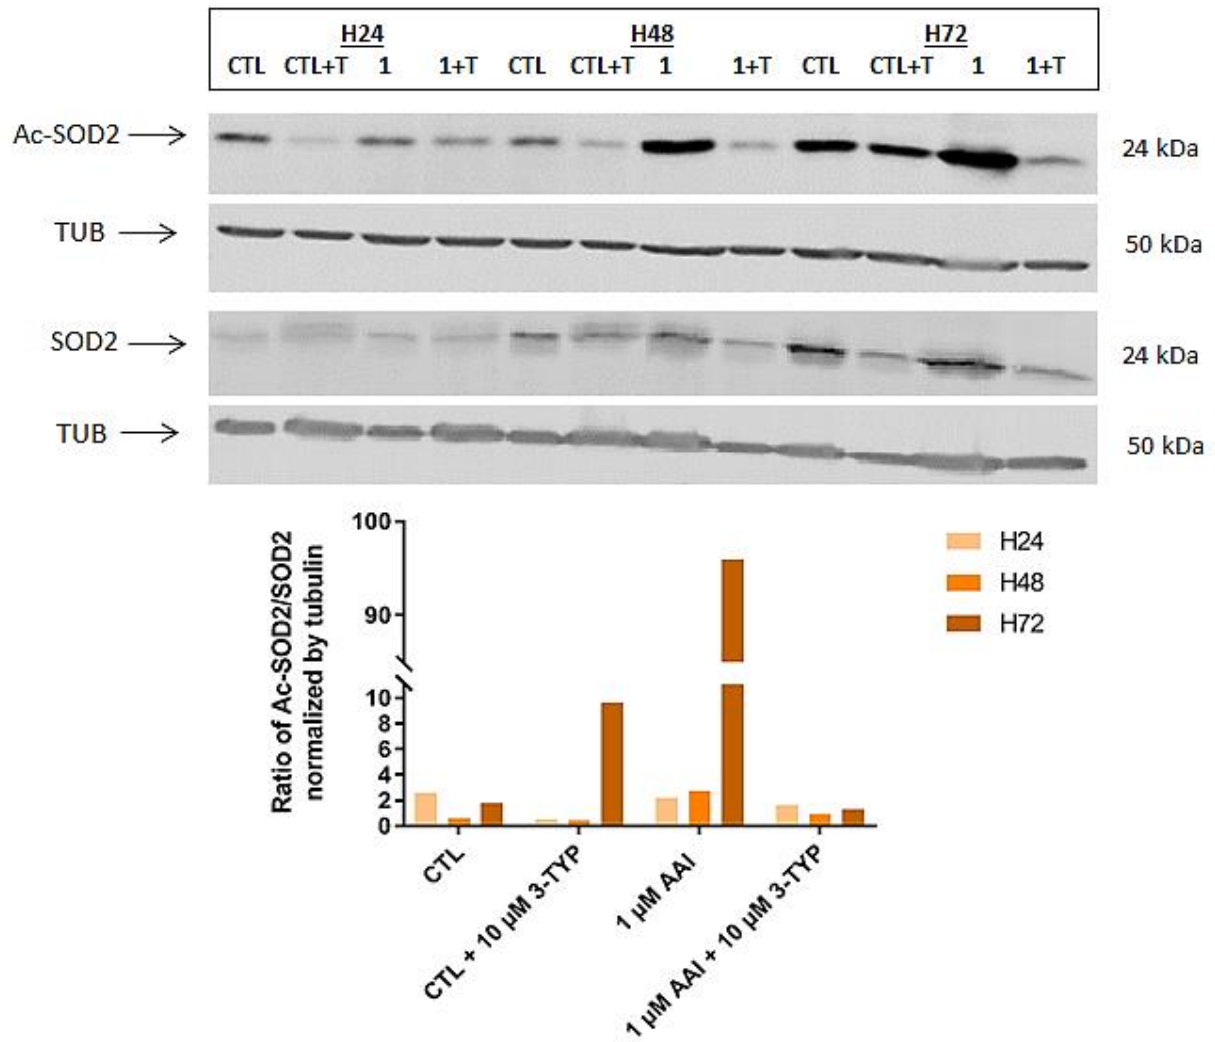 H24 H48 H72
CTL CTL+T 1 1+T CTL CTL+T 1 1+T CTL CTL+T 1 1+T
Ac-SOD2 24 kDa
TUB 50 kDa
SOD2 24 kDa
TUB 50 kDa
Ratio of Ac-SOD2/SOD2
normalized by tubulin
100
90
10
8
6
4
2
0
H24
H48
H72
CTL
CTL + 10 µM 3-TYP
1 µM AAI
1 µM AAI + 10 µM 3-TYP